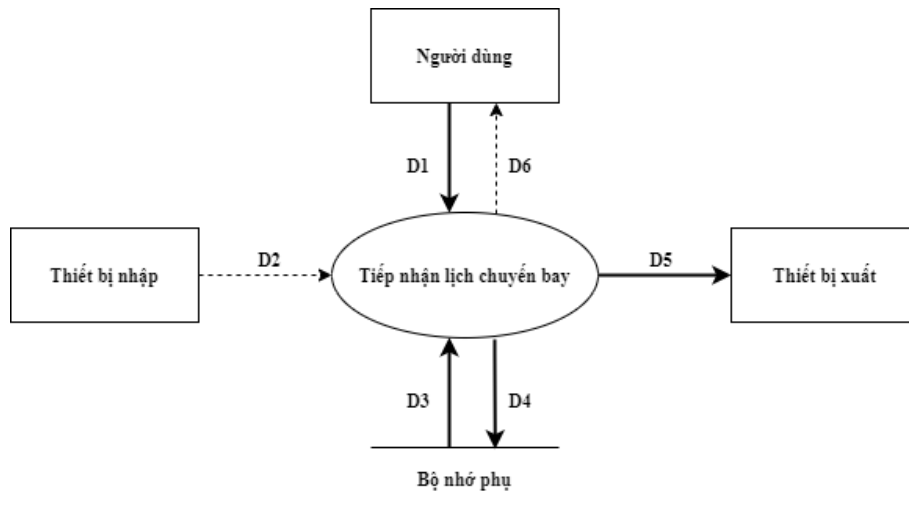 Người dùng
D1
D6
Thiết bị nhập
D2
Tiếp nhận lịch chuyến bay
D5
Thiết bị xuất
D3
D4
Bộ nhớ phụ